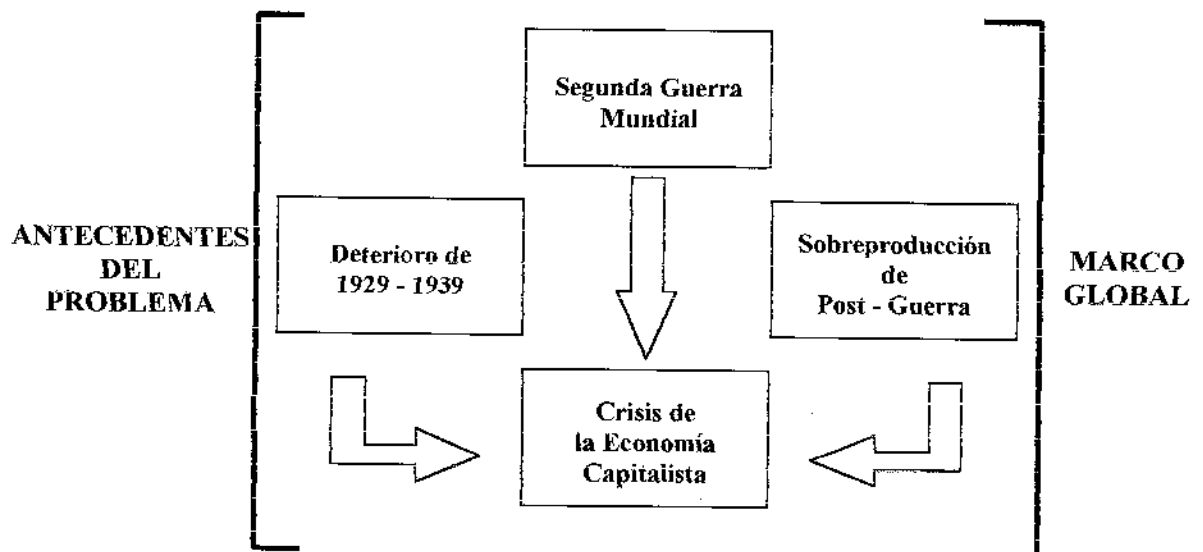 Segunda Guerra
Mundial
ANTECEDENTES
DEL
PROBLEMA
Deterioro de
1929 - 1939
Sobreproducción
de
Post - Guerra
MARCO
GLOBAL
Crisis de
la Economía
Capitalista